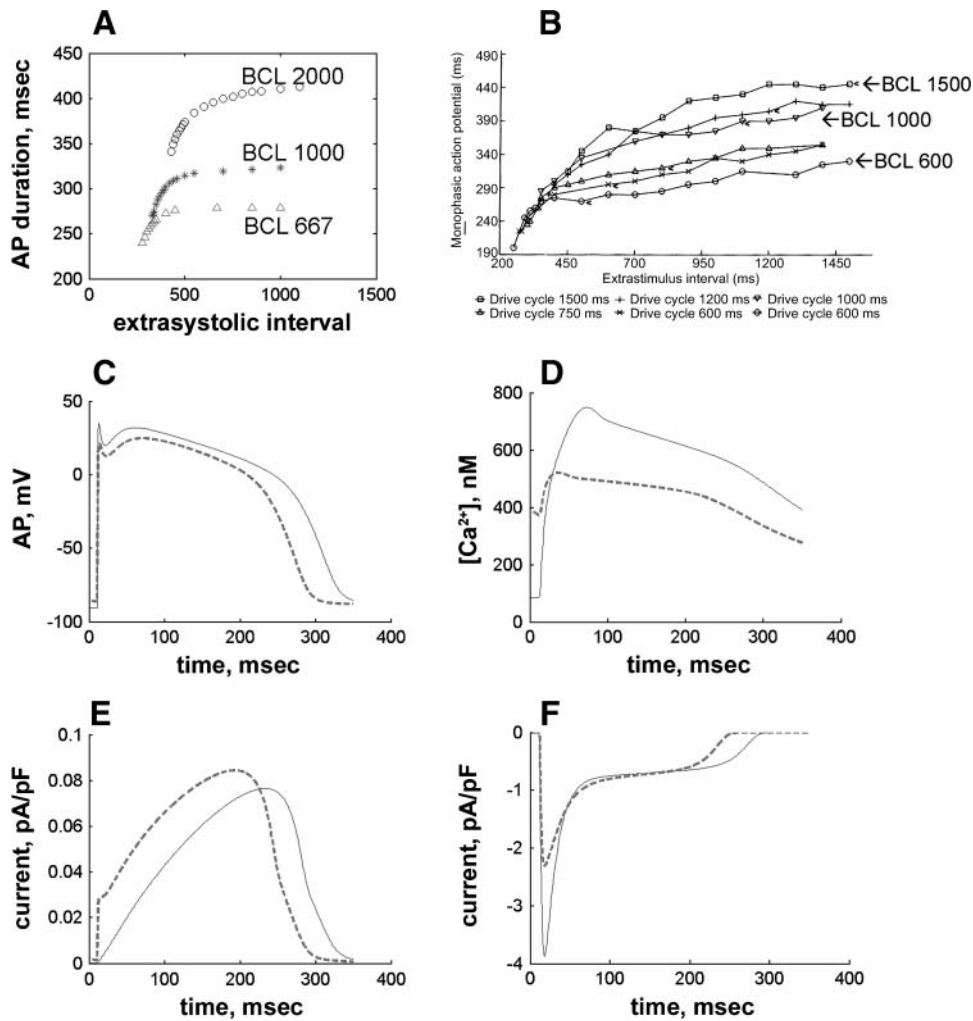 A
AP duration, msec
450
400
350
300
250
200
BCL 2000
BCL 1000
BCL 667
0 500 1000 1500
extrasystolic interval
B
Monophasic action potential (ms)
490
440
390
340
290
240
190
←BCL 1500
←BCL 1000
←BCL 600
200 450 700 950 1200 1450
Extrastimulus interval (ms)
Drive cycle 1500 ms Drive cycle 1200 ms Drive cycle 1000 ms
Drive cycle 750 ms Drive cycle 600 ms Drive cycle 600 ms
C
AP, mV
50
0
-50
-100
0 100 200 300 400
time, msec
D
[Ca²⁺], nM
800
600
400
200
0
0 100 200 300 400
time, msec
E
current, pA/pF
0.1
0.08
0.06
0.04
0.02
0
0 100 200 300 400
time, msec
F
current, pA/pF
0
-1
-2
-3
-4
0 100 200 300 400
time, msec